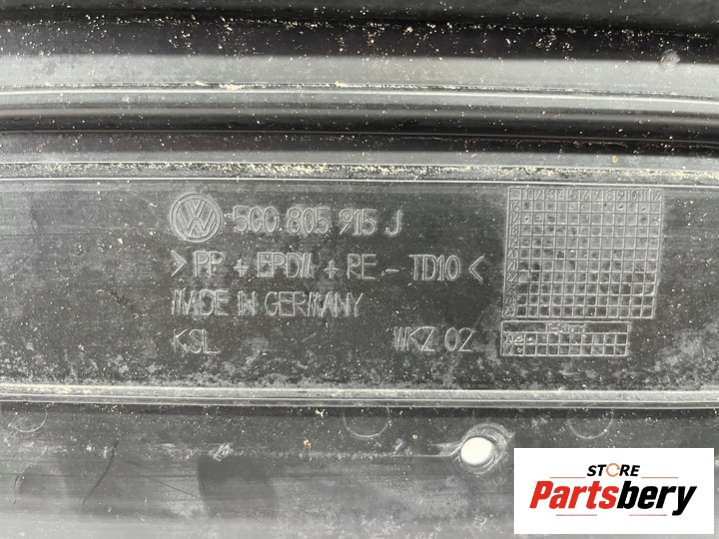 5G0 805 915 J
> PP + EPDM + PE - TD10 <
MADE IN GERMANY
KSL WKZ 02
STORE
Partsbery